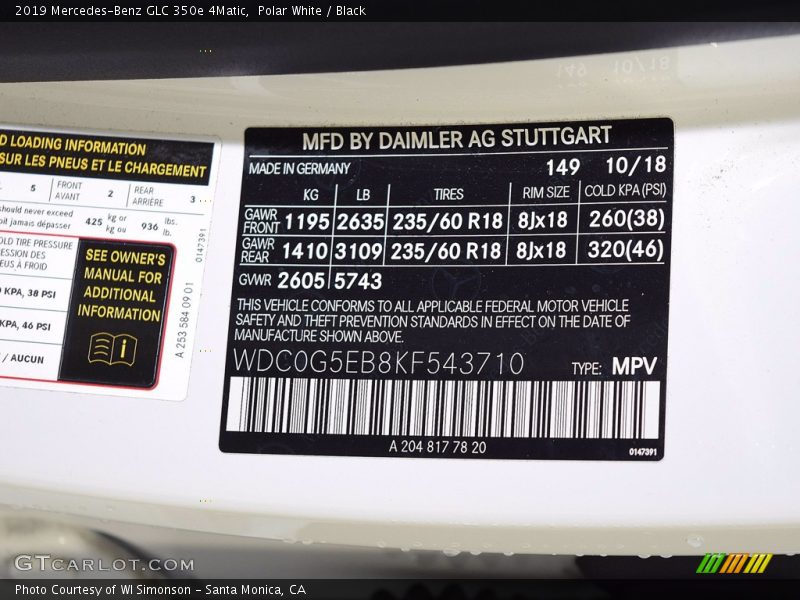 2019 Mercedes-Benz GLC 350e 4Matic, Polar White / Black
149 10/18
D LOADING INFORMATION
SUR LES PNEUS ET LE CHARGEMENT
5 FRONT AVANT 2 REAR ARRIÈRE 3
should never exceed 425 kg or 936 lbs.
jamais dépasser kg ou lb.
OLD TIRE PRESSURE
ESSION DES
EUS À FROID
KPA, 38 PSI
KPA, 46 PSI
/ AUCUN
SEE OWNER'S
MANUAL FOR
ADDITIONAL
INFORMATION
0147391
A 253 584 09 01
MFD BY DAIMLER AG STUTTGART
MADE IN GERMANY 149 10/18
KG LB TIRES RIM SIZE COLD KPA (PSI)
GAWR FRONT 1195 2635 235/60 R18 8Jx18 260(38)
GAWR REAR 1410 3109 235/60 R18 8Jx18 320(46)
GVWR 2605 5743
THIS VEHICLE CONFORMS TO ALL APPLICABLE FEDERAL MOTOR VEHICLE
SAFETY AND THEFT PREVENTION STANDARDS IN EFFECT ON THE DATE OF
MANUFACTURE SHOWN ABOVE.
WDC0G5EB8KF543710 TYPE: MPV
A 204 817 78 20
0147391
GTCARLOT.COM
Photo Courtesy of WI Simonson - Santa Monica, CA